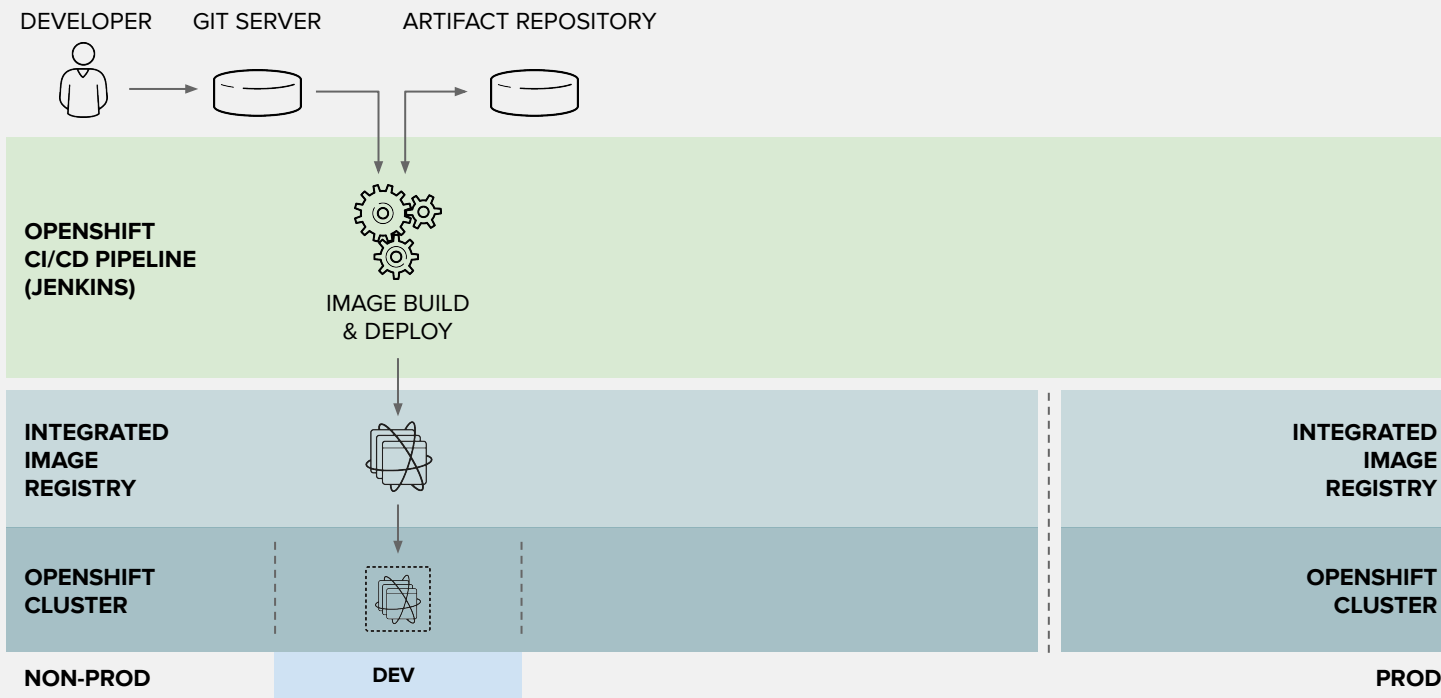 DEVELOPER
GIT SERVER
ARTIFACT REPOSITORY
OPENSHIFT
CI/CD PIPELINE
(JENKINS)
IMAGE BUILD
& DEPLOY
INTEGRATED
IMAGE
REGISTRY
INTEGRATED
IMAGE
REGISTRY
OPENSHIFT
CLUSTER
OPENSHIFT
CLUSTER
NON-PROD
DEV
PROD